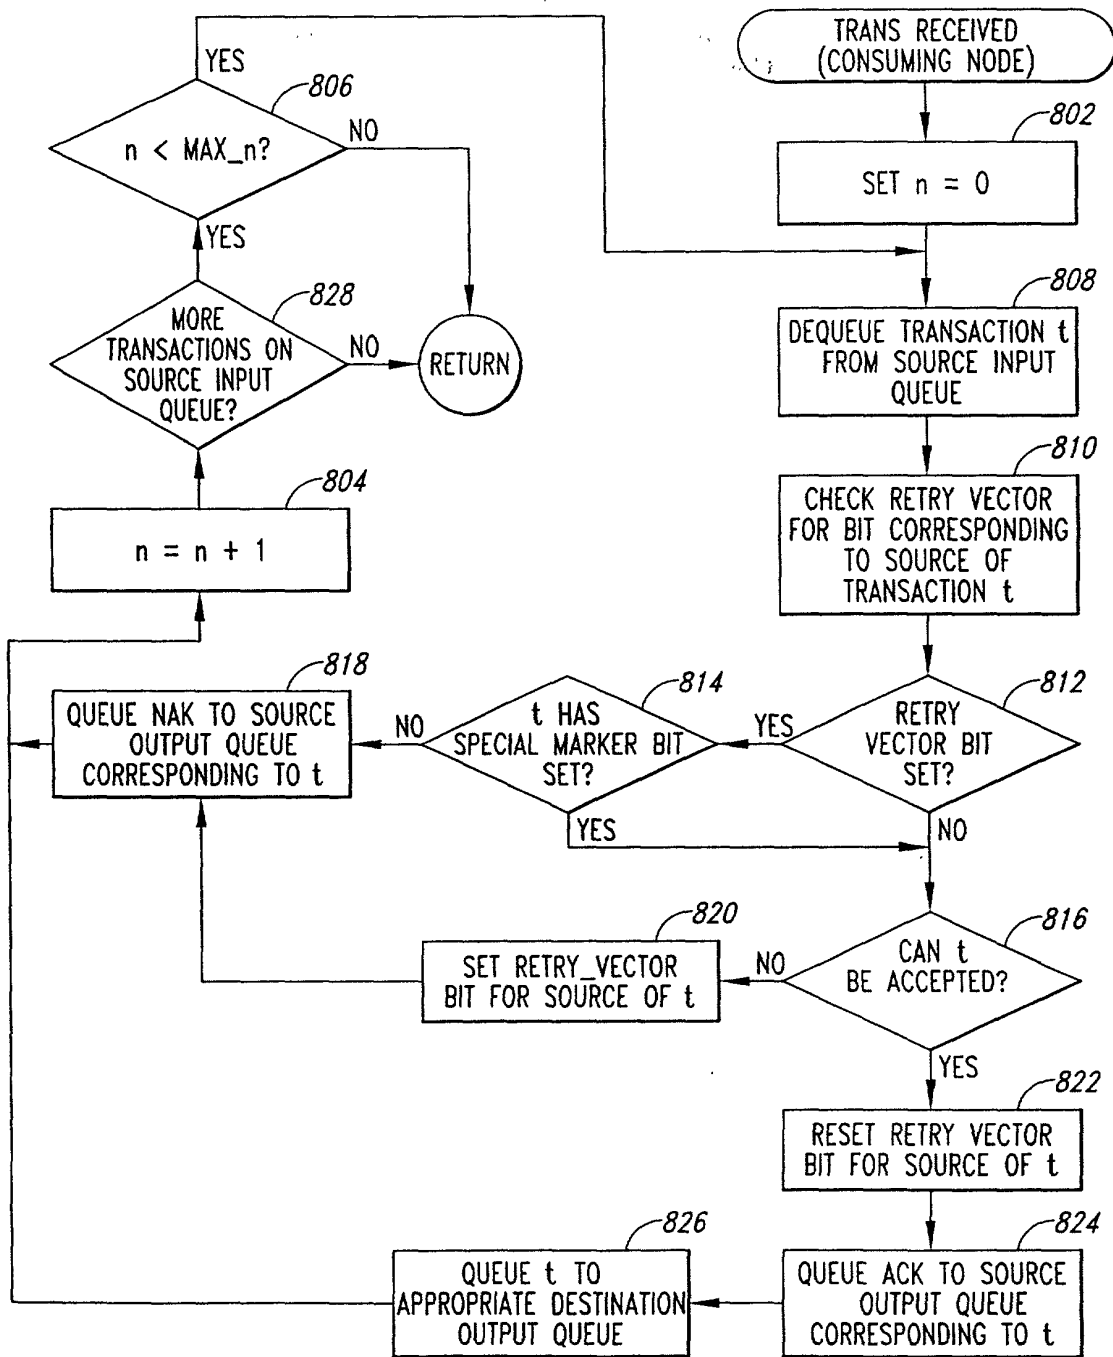 TRANS RECEIVED
(CONSUMING NODE)
802
SET n = 0
YES
806
n < MAX_n?
NO
YES
828
MORE
TRANSACTIONS ON
SOURCE INPUT
QUEUE?
NO
RETURN
808
DEQUEUE TRANSACTION t
FROM SOURCE INPUT
QUEUE
810
CHECK RETRY VECTOR
FOR BIT CORRESPONDING
TO SOURCE OF
TRANSACTION t
804
n = n + 1
818
QUEUE NAK TO SOURCE
OUTPUT QUEUE
CORRESPONDING TO t
NO
814
t HAS
SPECIAL MARKER BIT
SET?
YES
YES
812
RETRY
VECTOR BIT
SET?
NO
816
CAN t
BE ACCEPTED?
NO
YES
820
SET RETRY_VECTOR
BIT FOR SOURCE OF t
822
RESET RETRY VECTOR
BIT FOR SOURCE OF t
824
QUEUE ACK TO SOURCE
OUTPUT QUEUE
CORRESPONDING TO t
826
QUEUE t TO
APPROPRIATE DESTINATION
OUTPUT QUEUE